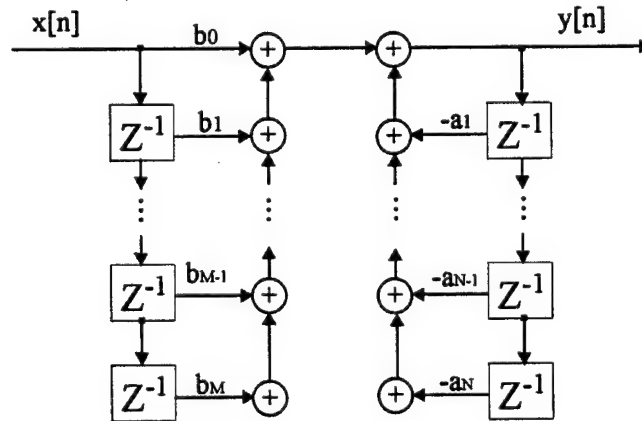 x[n] b0 + + y[n]
Z-1 b1 + + -a1 Z-1
Z-1 bM-1 + + -aN-1 Z-1
Z-1 bM + + -aN Z-1